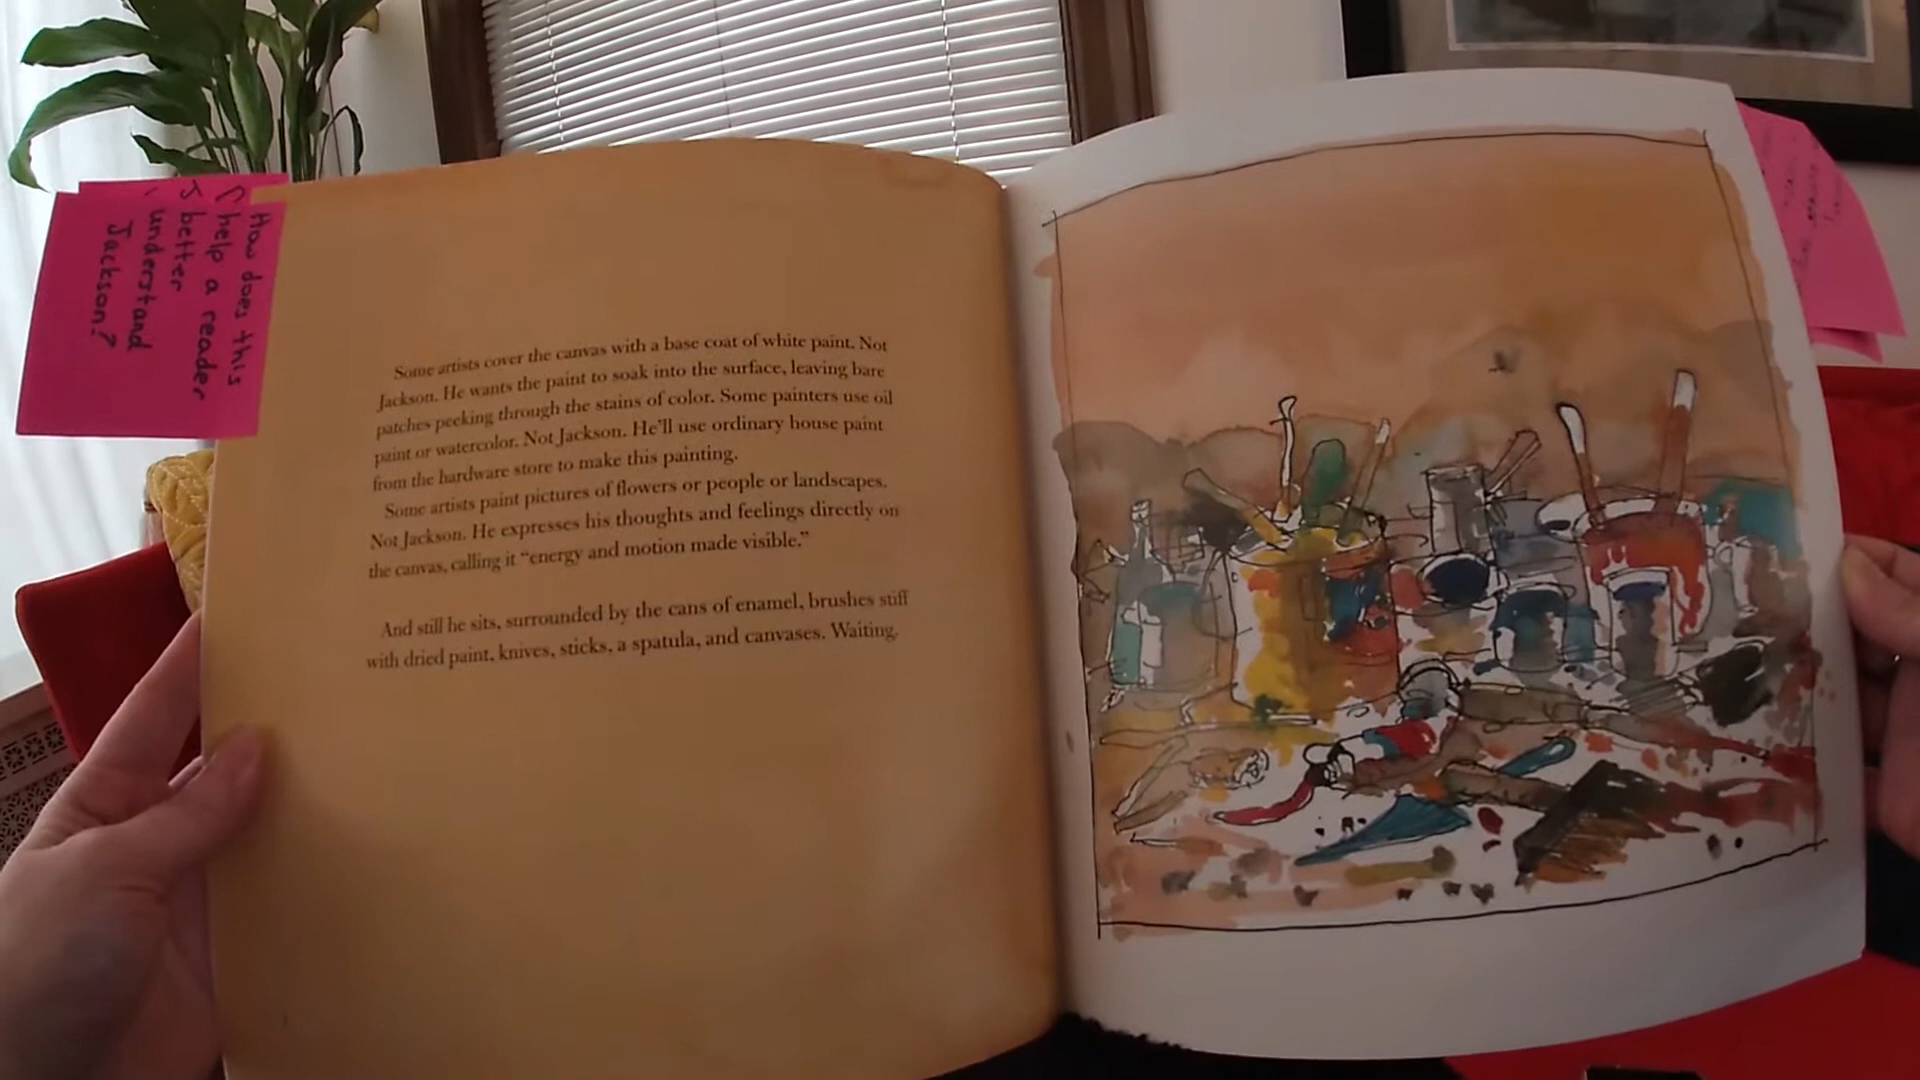 How does this
help a reader
better
understand
Jackson?
Some artists cover the canvas with a base coat of white paint. Not
Jackson. He wants the paint to soak into the surface, leaving bare
patches peeking through the stains of color. Some painters use oil
paint or watercolor. Not Jackson. He'll use ordinary house paint
from the hardware store to make this painting.
Some artists paint pictures of flowers or people or landscapes.
Not Jackson. He expresses his thoughts and feelings directly on
the canvas, calling it “energy and motion made visible.”
And still he sits, surrounded by the cans of enamel, brushes stiff
with dried paint, knives, sticks, a spatula, and canvases. Waiting.